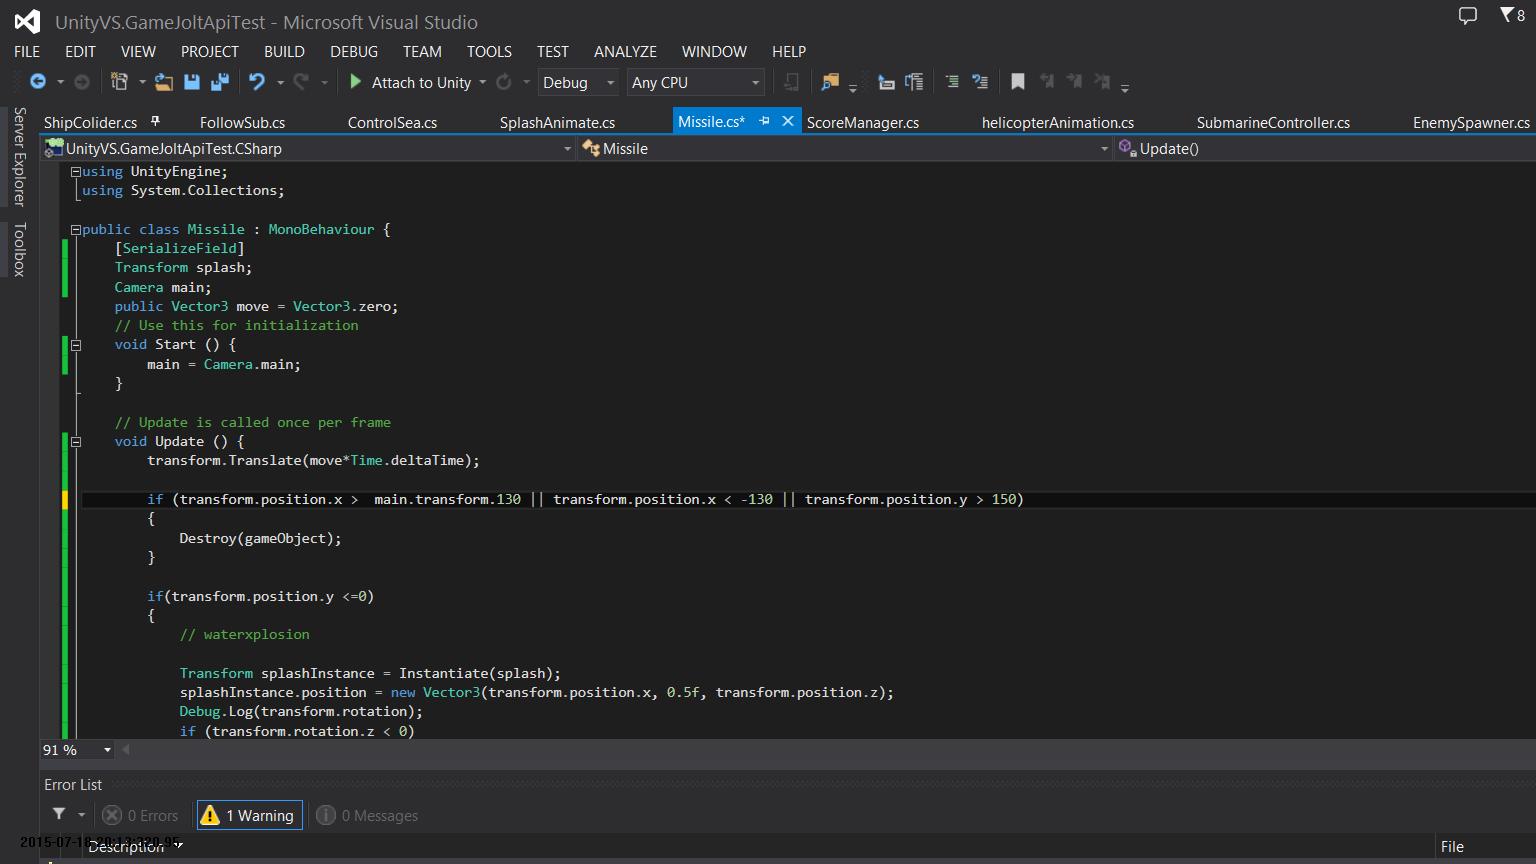 UnityVS.GameJoltApiTest - Microsoft Visual Studio
8
FILE EDIT VIEW PROJECT BUILD DEBUG TEAM TOOLS TEST ANALYZE WINDOW HELP
Attach to Unity Debug Any CPU
Server Explorer
Toolbox
ShipColider.cs FollowSub.cs ControlSea.cs SplashAnimate.cs Missile.cs* ScoreManager.cs helicopterAnimation.cs SubmarineController.cs EnemySpawner.cs
UnityVS.GameJoltApiTest.CSharp Missile Update()
using UnityEngine;
using System.Collections;
public class Missile : MonoBehaviour {
[SerializeField]
Transform splash;
Camera main;
public Vector3 move = Vector3.zero;
// Use this for initialization
void Start () {
main = Camera.main;
}
// Update is called once per frame
void Update () {
transform.Translate(move*Time.deltaTime);
if (transform.position.x >  main.transform.130 || transform.position.x < -130 || transform.position.y > 150)
{
Destroy(gameObject);
}
if(transform.position.y <=0)
{
// waterxplosion
Transform splashInstance = Instantiate(splash);
splashInstance.position = new Vector3(transform.position.x, 0.5f, transform.position.z);
Debug.Log(transform.rotation);
if (transform.rotation.z < 0)
91 %
Error List
0 Errors 1 Warning 0 Messages
Description File